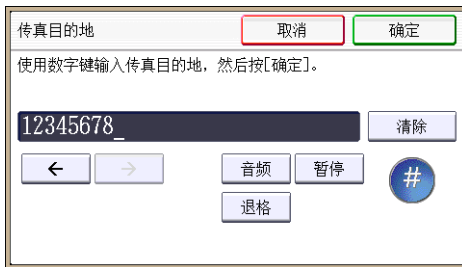 传真目的地 取消 确定
使用数字键输入传真目的地，然后按[确定]。
12345678_ 清除
← → 音频 暂停 #
退格